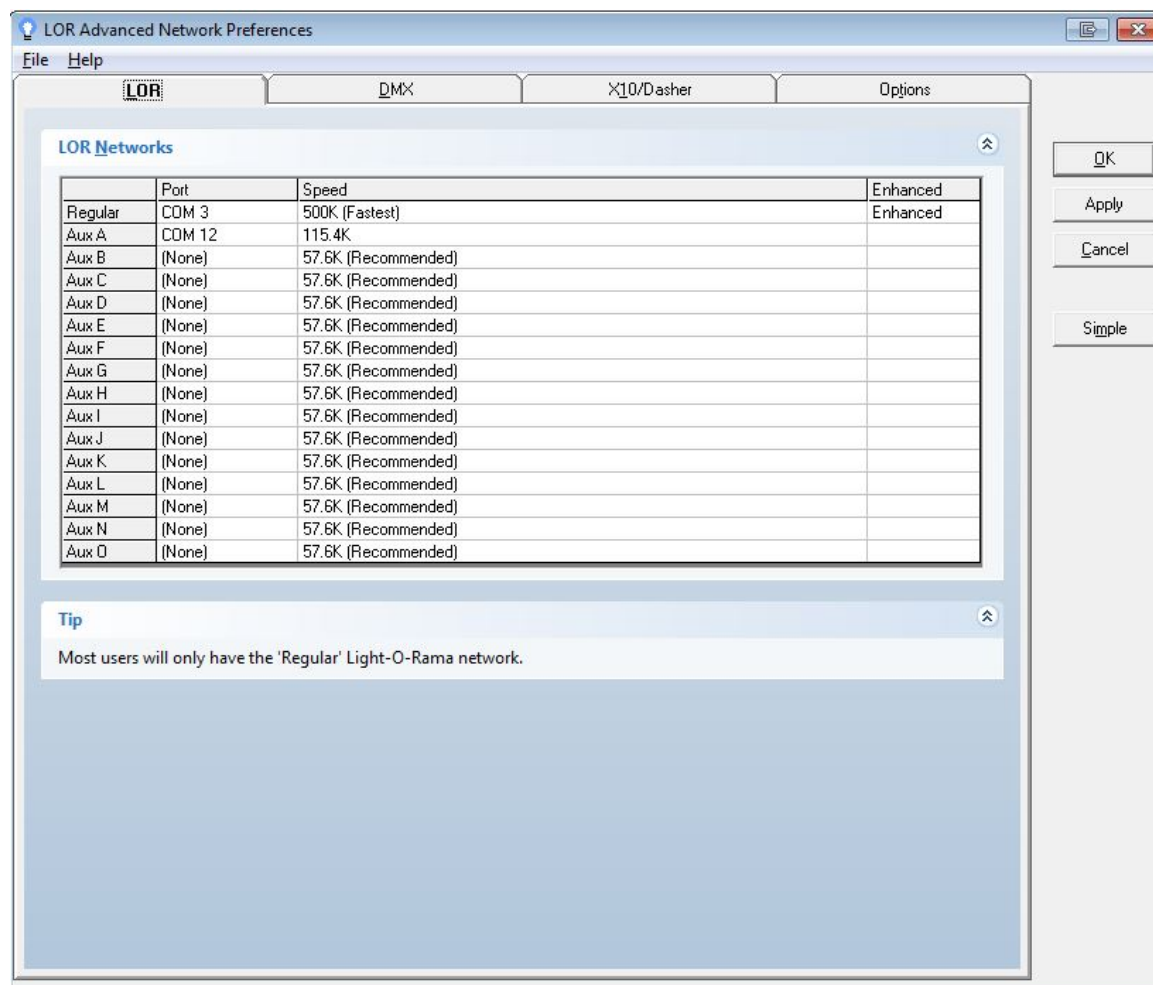 LOR Advanced Network Preferences
File Help
LOR DMX X10/Dasher Options
LOR Networks
Port Speed Enhanced
Regular COM 3 500K (Fastest) Enhanced
Aux A COM 12 115.4K
Aux B (None) 57.6K (Recommended)
Aux C (None) 57.6K (Recommended)
Aux D (None) 57.6K (Recommended)
Aux E (None) 57.6K (Recommended)
Aux F (None) 57.6K (Recommended)
Aux G (None) 57.6K (Recommended)
Aux H (None) 57.6K (Recommended)
Aux I (None) 57.6K (Recommended)
Aux J (None) 57.6K (Recommended)
Aux K (None) 57.6K (Recommended)
Aux L (None) 57.6K (Recommended)
Aux M (None) 57.6K (Recommended)
Aux N (None) 57.6K (Recommended)
Aux O (None) 57.6K (Recommended)
Tip
Most users will only have the 'Regular' Light-O-Rama network.
OK
Apply
Cancel
Simple